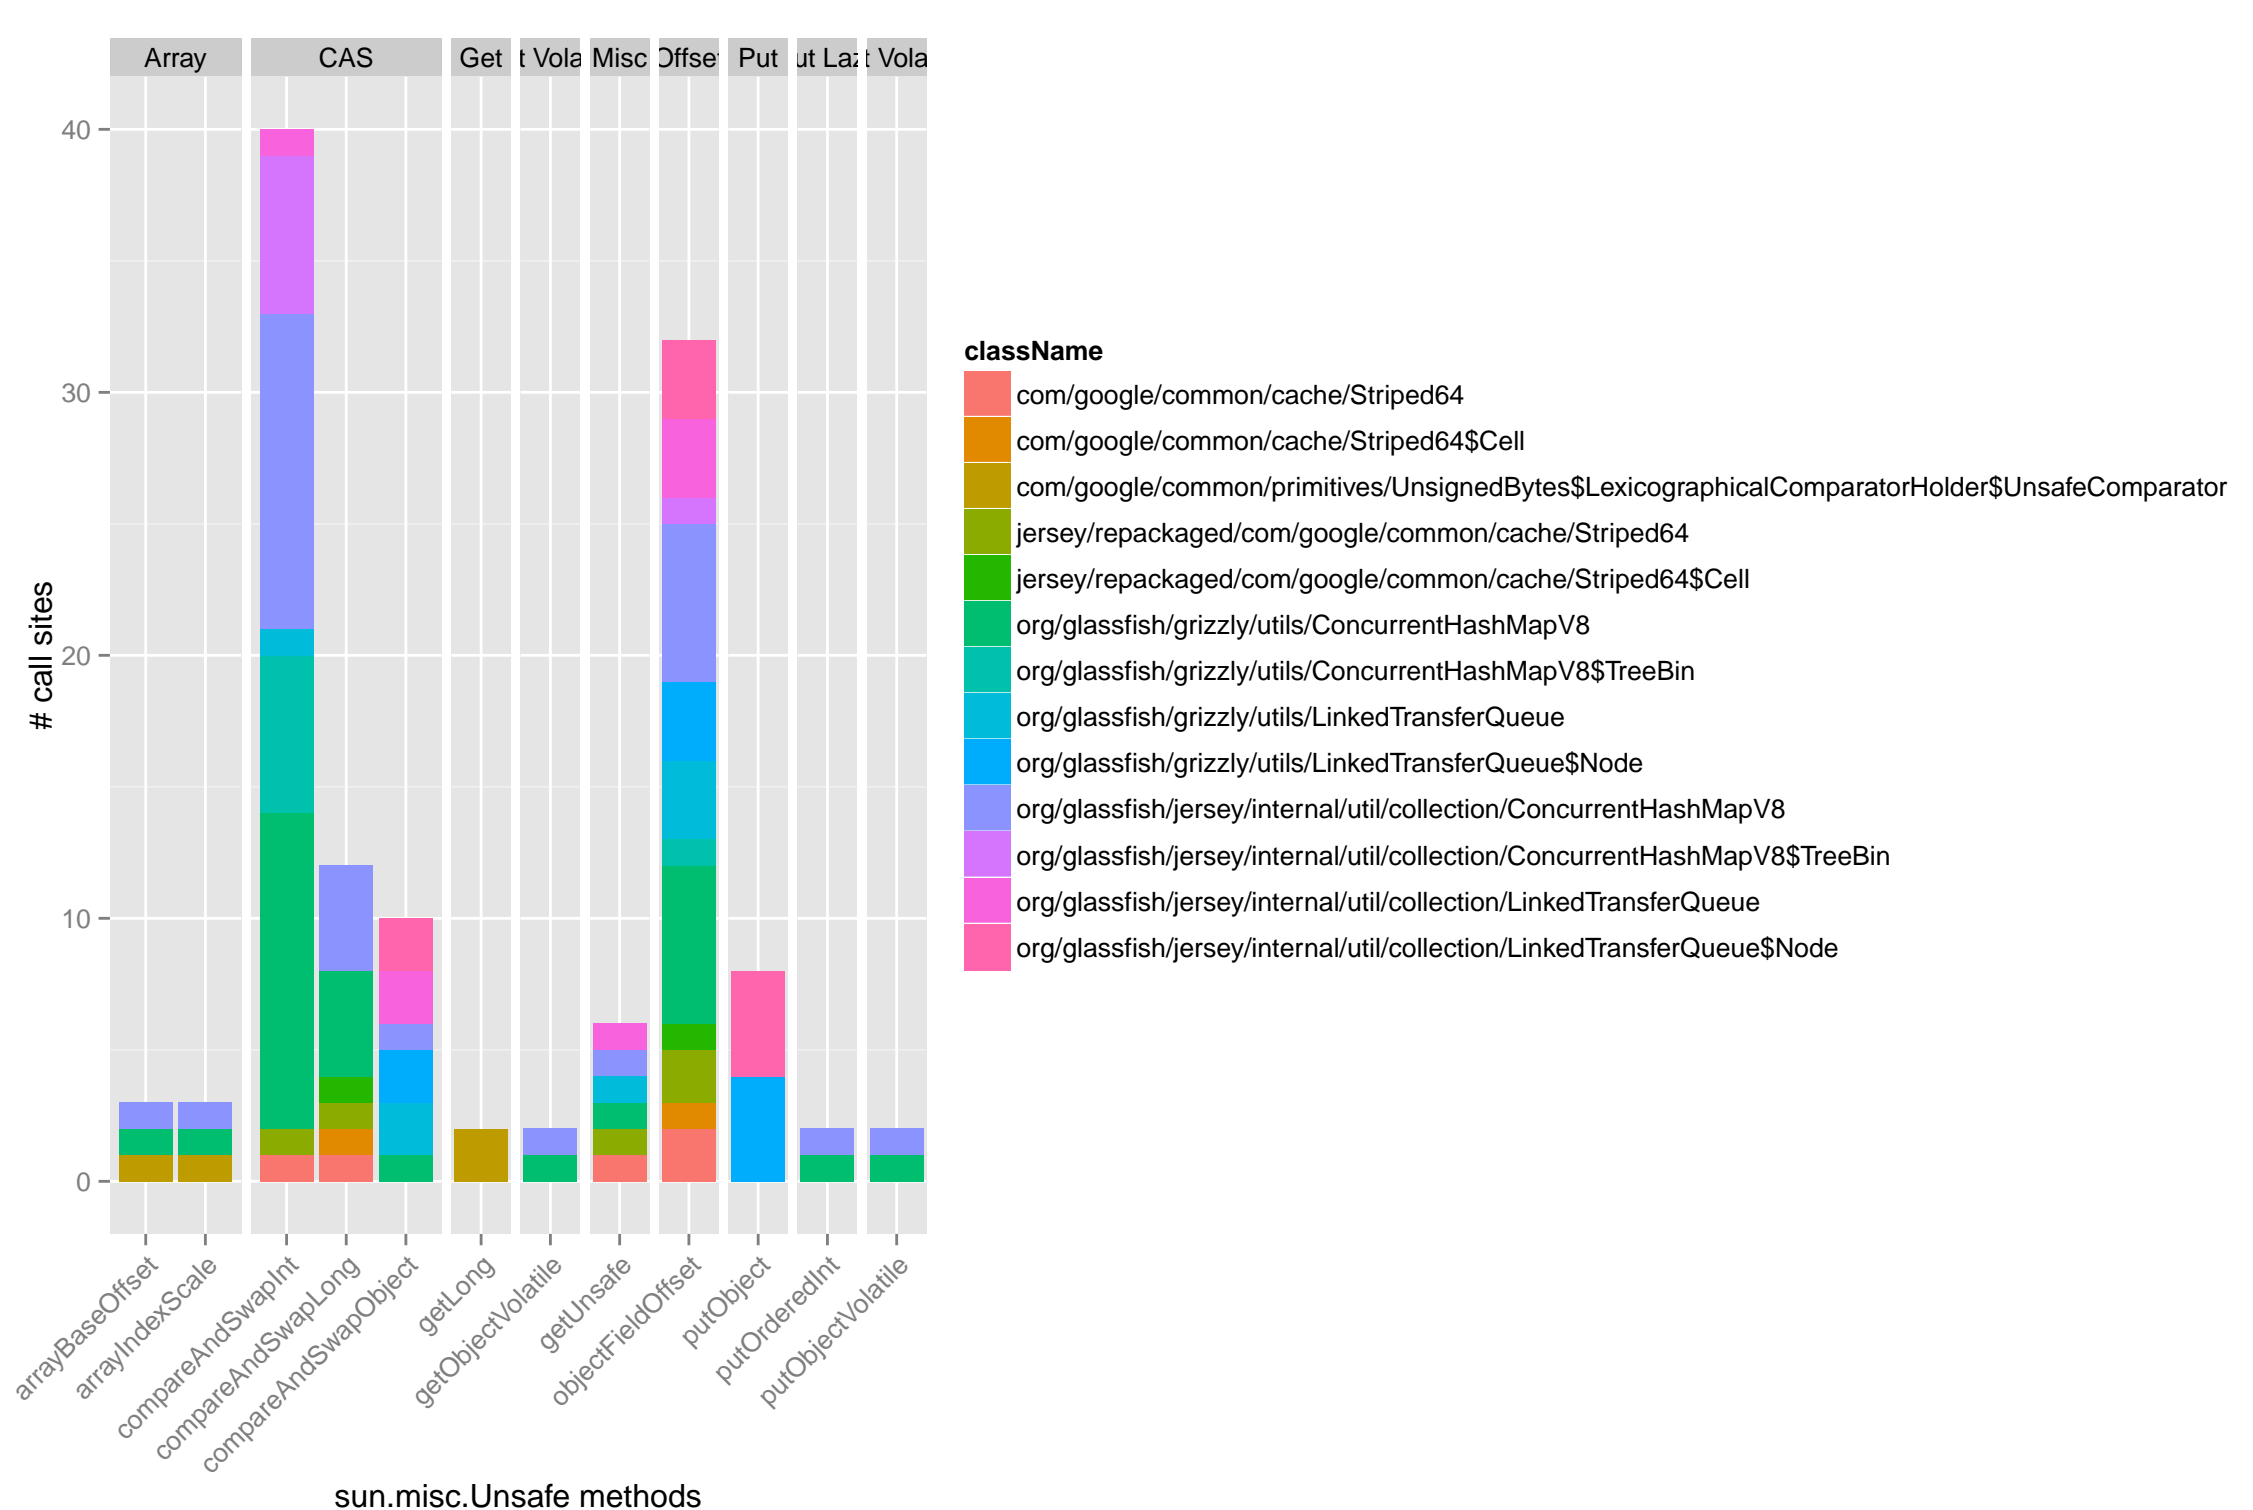 Array CAS Get t Vola Misc Offset Put ut Laz t Vola
40
30
20
10
0
# call sites
arrayBaseOffset
arrayIndexScale
compareAndSwapInt
compareAndSwapLong
compareAndSwapObject
getLong
getObjectVolatile
getUnsafe
objectFieldOffset
putObject
putOrderedInt
putObjectVolatile
sun.misc.Unsafe methods
className
com/google/common/cache/Striped64
com/google/common/cache/Striped64$Cell
com/google/common/primitives/UnsignedBytes$LexicographicalComparatorHolder$UnsafeComparator
jersey/repackaged/com/google/common/cache/Striped64
jersey/repackaged/com/google/common/cache/Striped64$Cell
org/glassfish/grizzly/utils/ConcurrentHashMapV8
org/glassfish/grizzly/utils/ConcurrentHashMapV8$TreeBin
org/glassfish/grizzly/utils/LinkedTransferQueue
org/glassfish/grizzly/utils/LinkedTransferQueue$Node
org/glassfish/jersey/internal/util/collection/ConcurrentHashMapV8
org/glassfish/jersey/internal/util/collection/ConcurrentHashMapV8$TreeBin
org/glassfish/jersey/internal/util/collection/LinkedTransferQueue
org/glassfish/jersey/internal/util/collection/LinkedTransferQueue$Node